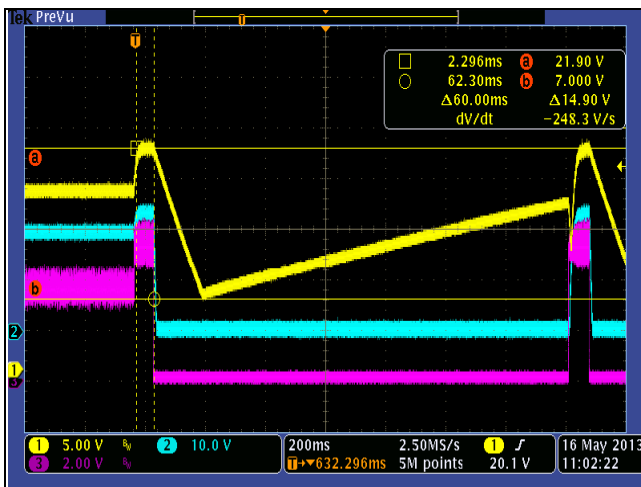 Tek PreVu
T
T
2.296ms a 21.90 V
62.30ms b 7.000 V
Δ60.00ms Δ14.90 V
dV/dt −248.3 V/s
a
b
2
1
3
1 5.00 V BW 2 10.0 V
3 2.00 V BW
200ms
T→▼632.296ms
2.50MS/s
5M points
1
20.1 V
16 May 2013
11:02:22